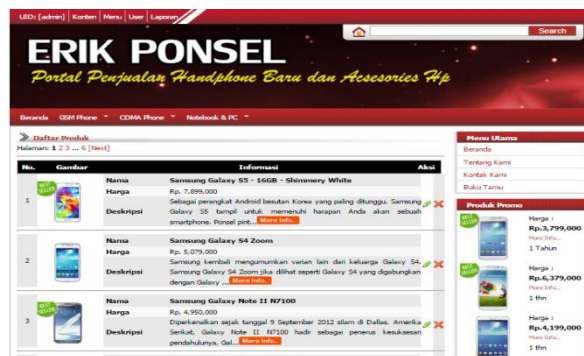 UID: [admin] Konten Menu User Laporan
Search
ERIK PONSEL
Portal Penjualan Handphone Baru dan Acsesories Hp
Beranda GSM Phone CDMA Phone Notebook & PC
Daftar Produk
Halaman: 1 2 3 ... 6 [Next]
No. Gambar Informasi Aksi
1
BEST SELLER
Nama Samsung Galaxy S5 - 16GB - Shimmery White
Harga Rp. 7,899,000
Deskripsi Sebagai perangkat Android besutan Korea yang paling ditunggu. Samsung
Galaxy S5 tampil untuk memenuhi harapan Anda akan sebuah
smartphone. Ponsel pint... More Info..
2
Nama Samsung Galaxy S4 Zoom
Harga Rp. 5,079,000
Deskripsi Samsung kembali mengumumkan varian lain dari keluarga Galaxy S4.
Samsung Galaxy S4 Zoom jika dilihat seperti Galaxy S4 yang digabungkan
dengan Galaxy ... More Info..
3
BEST SELLER
Nama Samsung Galaxy Note II N7100
Harga Rp. 4,950,000
Deskripsi Diperkenalkan sejak tanggal 9 September 2012 silam di Dallas, Amerika
Serikat. Galaxy Note II N7100 hadir sebagai penerus kesuksesan
pendahulunya, Gal... More Info..
Menu Utama
Beranda
Tentang Kami
Kontak Kami
Buku Tamu
Produk Promo
BEST SELLER
Harga :
Rp.3,799,000
More Info..
1 Tahun
BEST SELLER
Harga :
Rp.6,379,000
More Info..
1 thn
Harga :
Rp.4,199,000
More Info..
1 thn